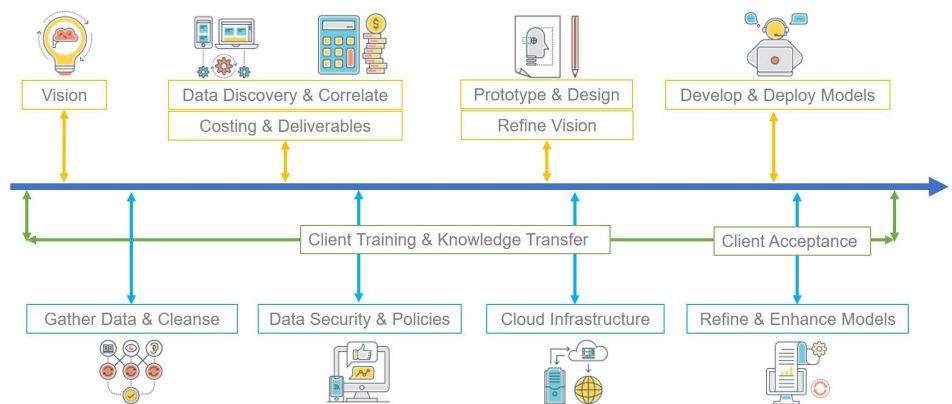 Vision
Data Discovery & Correlate
Costing & Deliverables
Prototype & Design
Refine Vision
Develop & Deploy Models
Client Training & Knowledge Transfer
Client Acceptance
Gather Data & Cleanse
Data Security & Policies
Cloud Infrastructure
Refine & Enhance Models